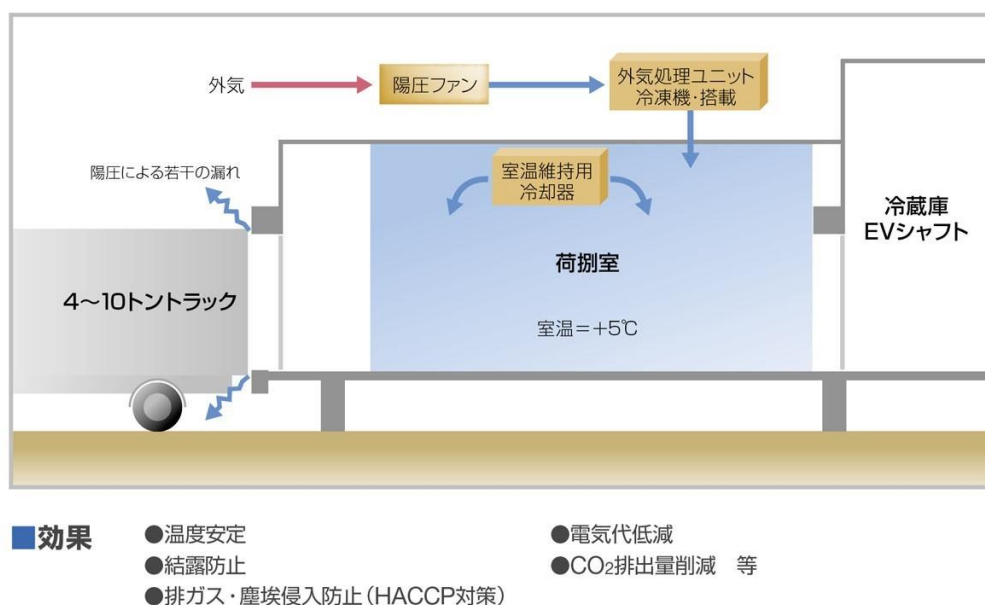 外気
陽圧ファン
外気処理ユニット
冷凍機・搭載
陽圧による若干の漏れ
室温維持用
冷却器
冷蔵庫
EVシャフト
荷捌室
4〜10トントラック
室温=+5℃
■効果
●温度安定
●結露防止
●排ガス・塵埃侵入防止(HACCP対策)
●電気代低減
●CO2排出量削減 等